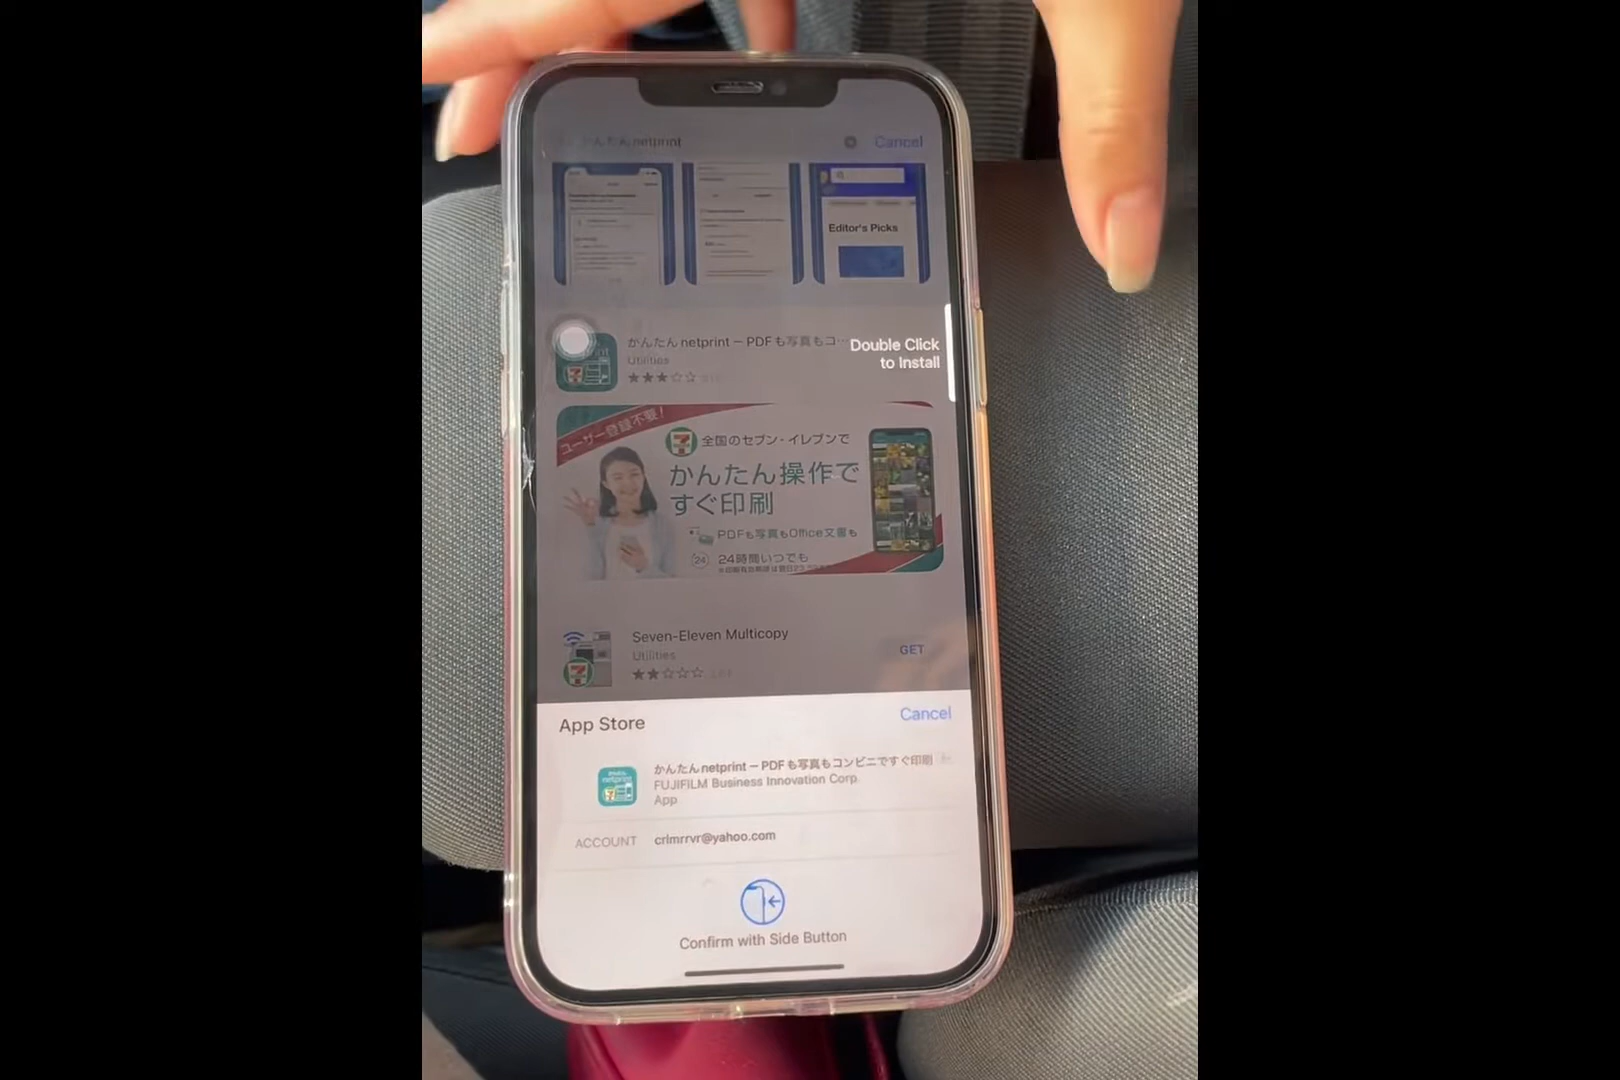 かんたん netprint
Cancel
Editor's Picks
かんたん netprint – PDF も写真もコ…
Utilities
Double Click
to Install
ユーザー登録不要！
全国のセブン-イレブンで
かんたん操作で
すぐ印刷
PDFも写真もOffice文書も
24時間いつでも
Seven-Eleven Multicopy
Utilities
GET
App Store
Cancel
かんたん netprint – PDF も写真もコンビニですぐ印刷
FUJIFILM Business Innovation Corp.
App
ACCOUNT crlmrrvr@yahoo.com
Confirm with Side Button